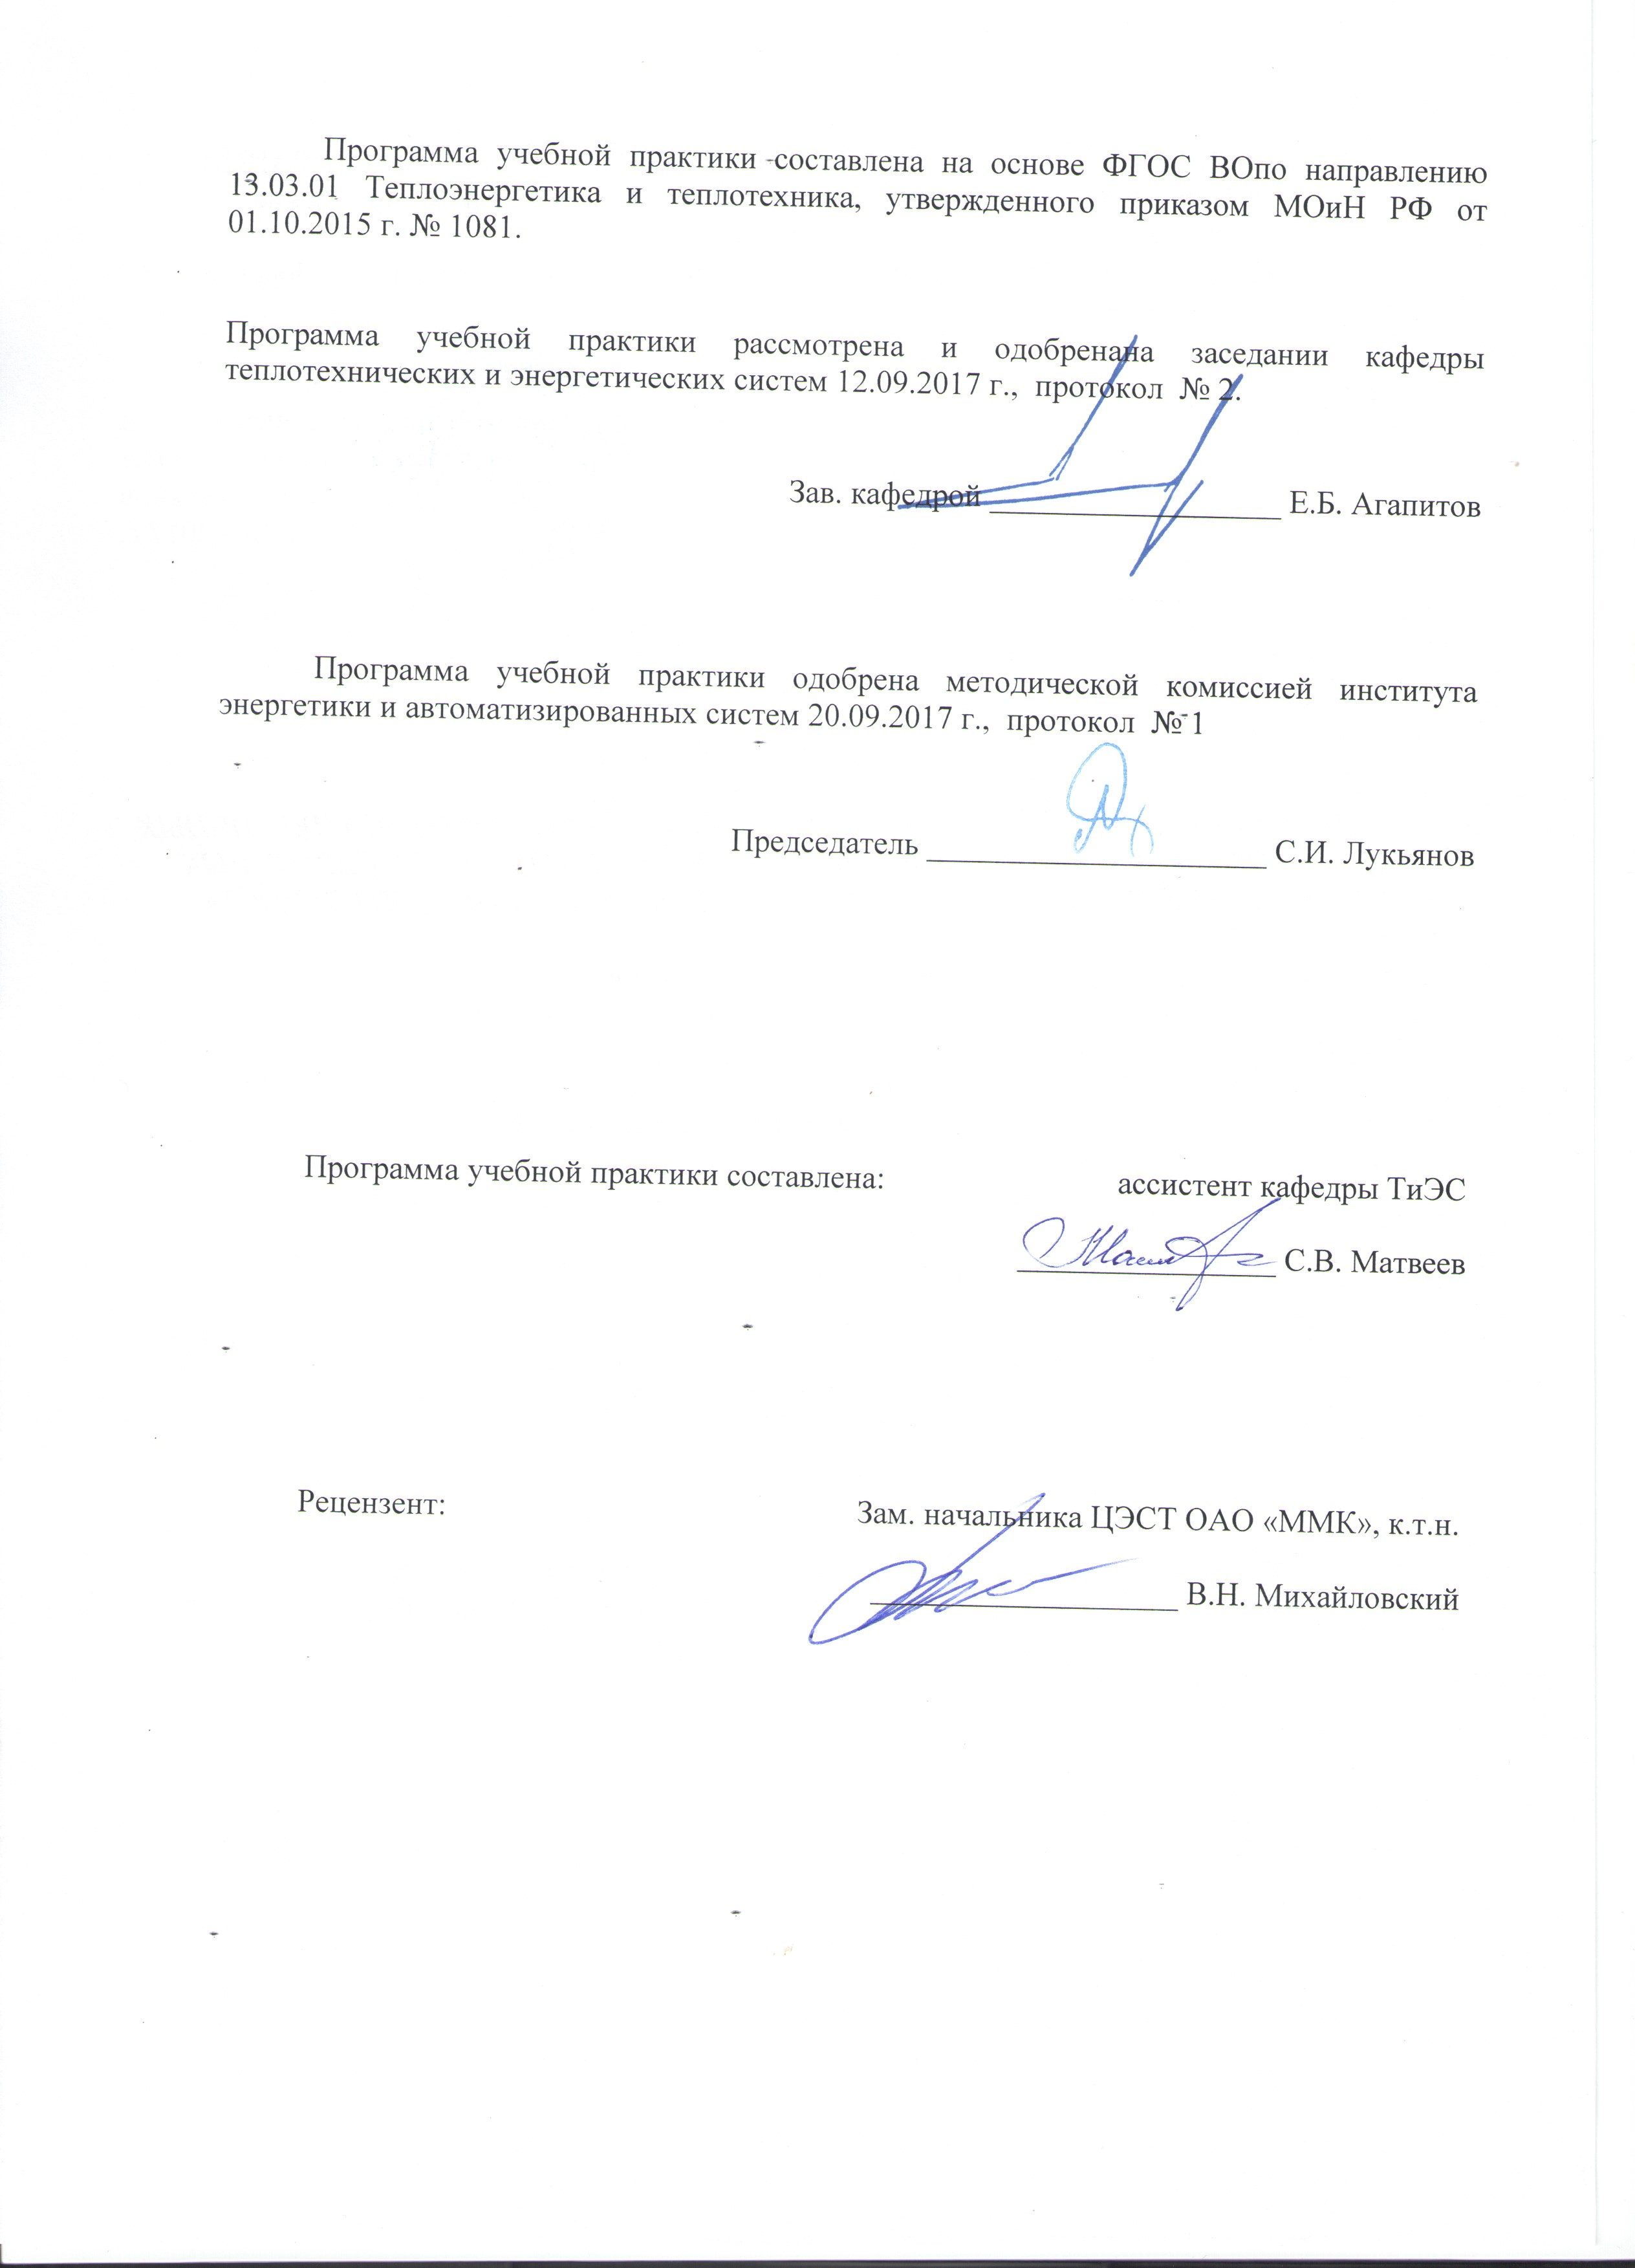 Программа учебной практики составлена на основе ФГОС ВОпо направлению
13.03.01 Теплоэнергетика и теплотехника, утвержденного приказом МОиН РФ от
01.10.2015 г. № 1081.
Программа учебной практики рассмотрена и одобренана заседании кафедры
теплотехнических и энергетических систем 12.09.2017 г., протокол № 2.
Зав. кафедрой ____________________ Е.Б. Агапитов
Программа учебной практики одобрена методической комиссией института
энергетики и автоматизированных систем 20.09.2017 г., протокол № 1
Председатель ____________________ С.И. Лукьянов
Программа учебной практики составлена: ассистент кафедры ТиЭС
__________________ С.В. Матвеев
Рецензент: Зам. начальника ЦЭСТ ОАО «ММК», к.т.н.
____________________ В.Н. Михайловский